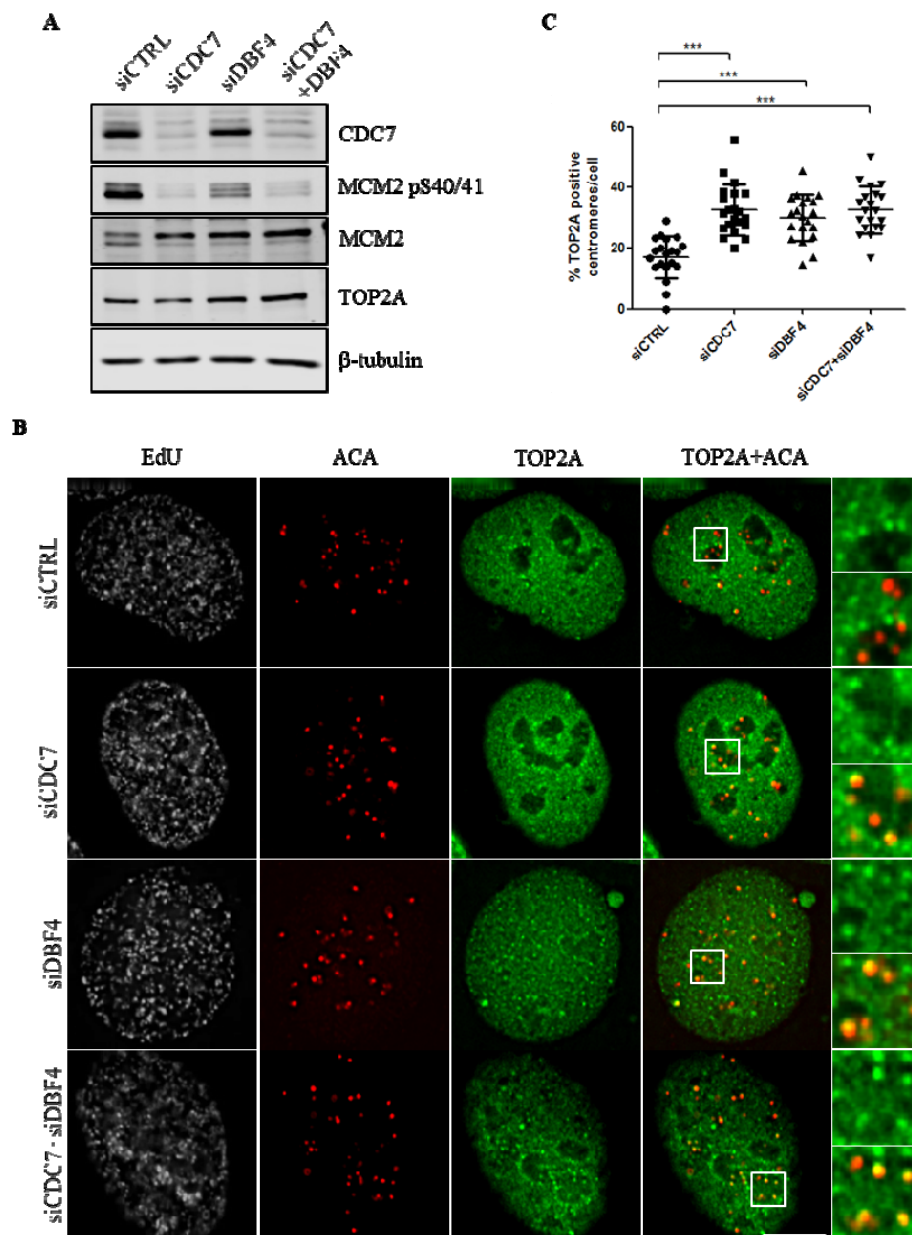 A
siCTRL
siCDC7
siDBF4
siCDC7
+DBF4
CDC7
MCM2 pS40/41
MCM2
TOP2A
β-tubulin
C
***
***
***
% TOP2A positive
centromeres/cell
60
40
20
0
siCTRL
siCDC7
siDBF4
siCDC7+siDBF4
B
EdU
ACA
TOP2A
TOP2A+ACA
siCTRL
siCDC7
siDBF4
siCDC7 - siDBF4